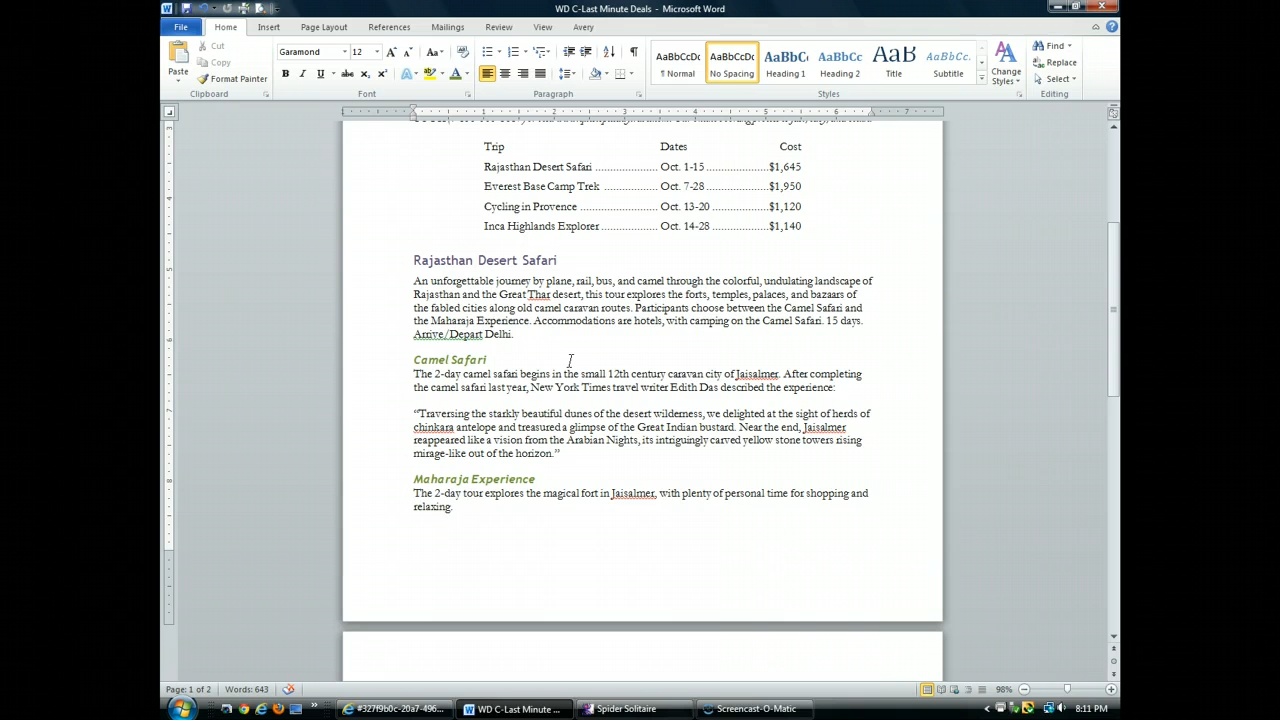 WD C-Last Minute Deals - Microsoft Word
File Home Insert Page Layout References Mailings Review View Avery
Paste
Cut
Copy
Format Painter
Clipboard
Garamond 12
Font
Paragraph
AaBbCcDc AaBbCcDc AaBbCc AaBbCc AaB AaBbCc.
¶ Normal No Spacing Heading 1 Heading 2 Title Subtitle
Change Styles
Styles
Find
Replace
Select
Editing
Trip Dates Cost
Rajasthan Desert Safari ..................... Oct. 1-15 ....................$1,645
Everest Base Camp Trek .................. Oct. 7-28 ....................$1,950
Cycling in Provence ......................... Oct. 13-20 ..................$1,120
Inca Highlands Explorer ................... Oct. 14-28 ..................$1,140
Rajasthan Desert Safari
An unforgettable journey by plane, rail, bus, and camel through the colorful, undulating landscape of
Rajasthan and the Great Thar desert, this tour explores the forts, temples, palaces, and bazaars of
the fabled cities along old camel caravan routes. Participants choose between the Camel Safari and
the Maharaja Experience. Accommodations are hotels, with camping on the Camel Safari. 15 days.
Arrive/Depart Delhi.
Camel Safari
The 2-day camel safari begins in the small 12th century caravan city of Jaisalmer. After completing
the camel safari last year, New York Times travel writer Edith Das described the experience:
“Traversing the starkly beautiful dunes of the desert wilderness, we delighted at the sight of herds of
chinkara antelope and treasured a glimpse of the Great Indian bustard. Near the end, Jaisalmer
reappeared like a vision from the Arabian Nights, its intriguingly carved yellow stone towers rising
mirage-like out of the horizon.”
Maharaja Experience
The 2-day tour explores the magical fort in Jaisalmer, with plenty of personal time for shopping and
relaxing.
Page: 1 of 2 Words: 643 98%
#327f9b0c-20a7-496... WD C-Last Minute ... Spider Solitaire Screencast-O-Matic 8:11 PM